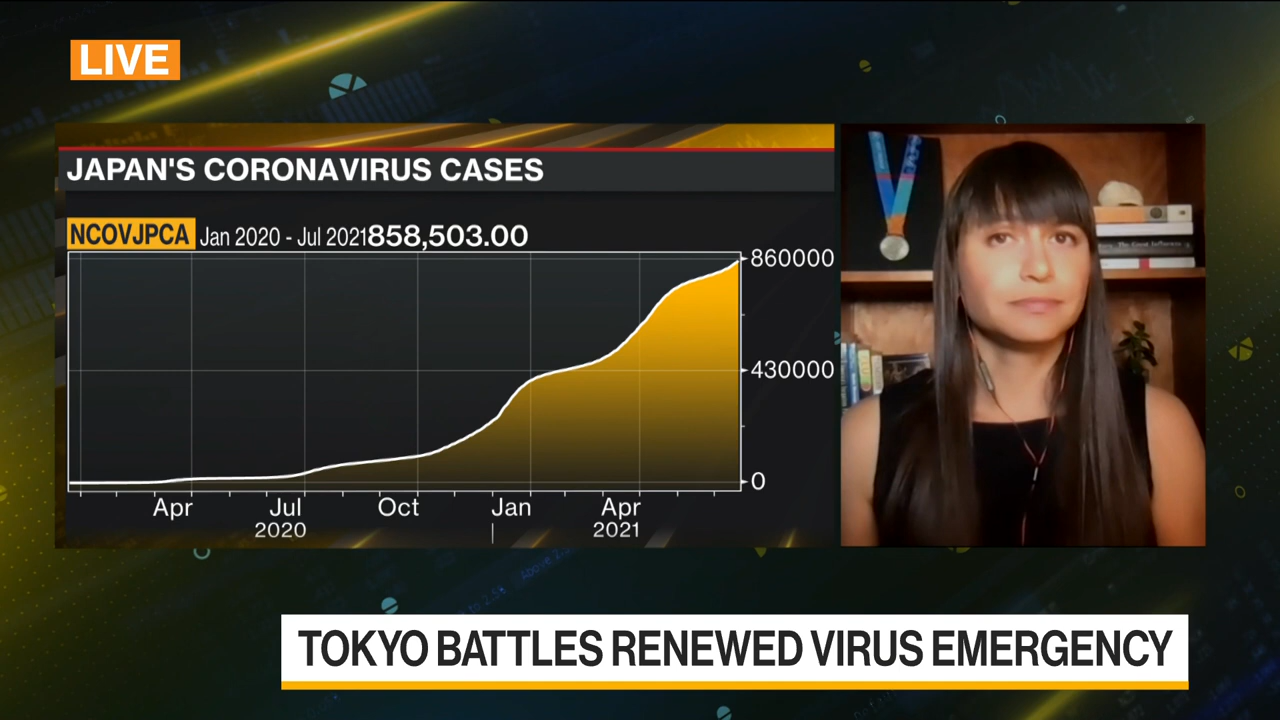 LIVE
JAPAN'S CORONAVIRUS CASES
NCOVJPCA Jan 2020 - Jul 2021 858,503.00
860000
430000
0
Apr Jul Oct Jan Apr
2020 2021
TOKYO BATTLES RENEWED VIRUS EMERGENCY